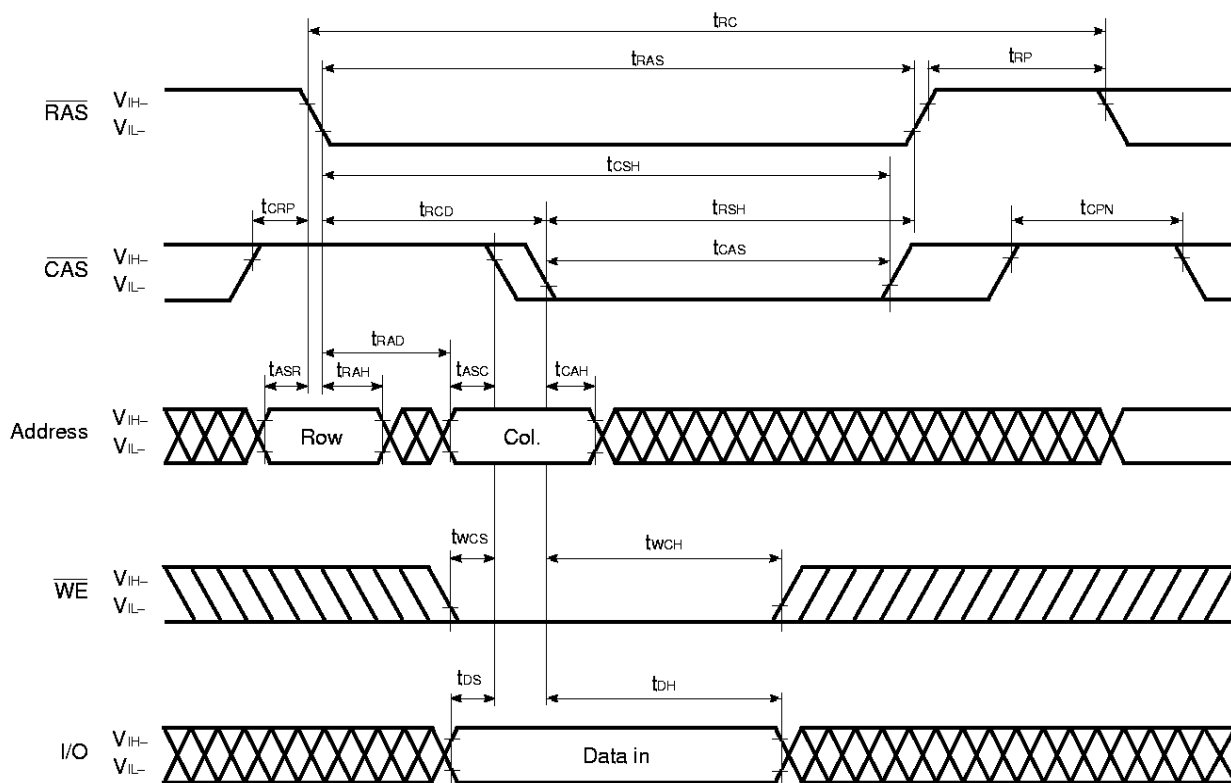 tRC
tRAS
tRP
RAS
VIH–
VIL–
tCSH
tCRP
tRCD
tRSH
tCPN
CAS
VIH–
VIL–
tCAS
tRAD
tASR
tRAH
tASC
tCAH
Address
VIH–
VIL–
Row
Col.
tWCS
tWCH
WE
VIH–
VIL–
tDS
tDH
I/O
VIH–
VIL–
Data in